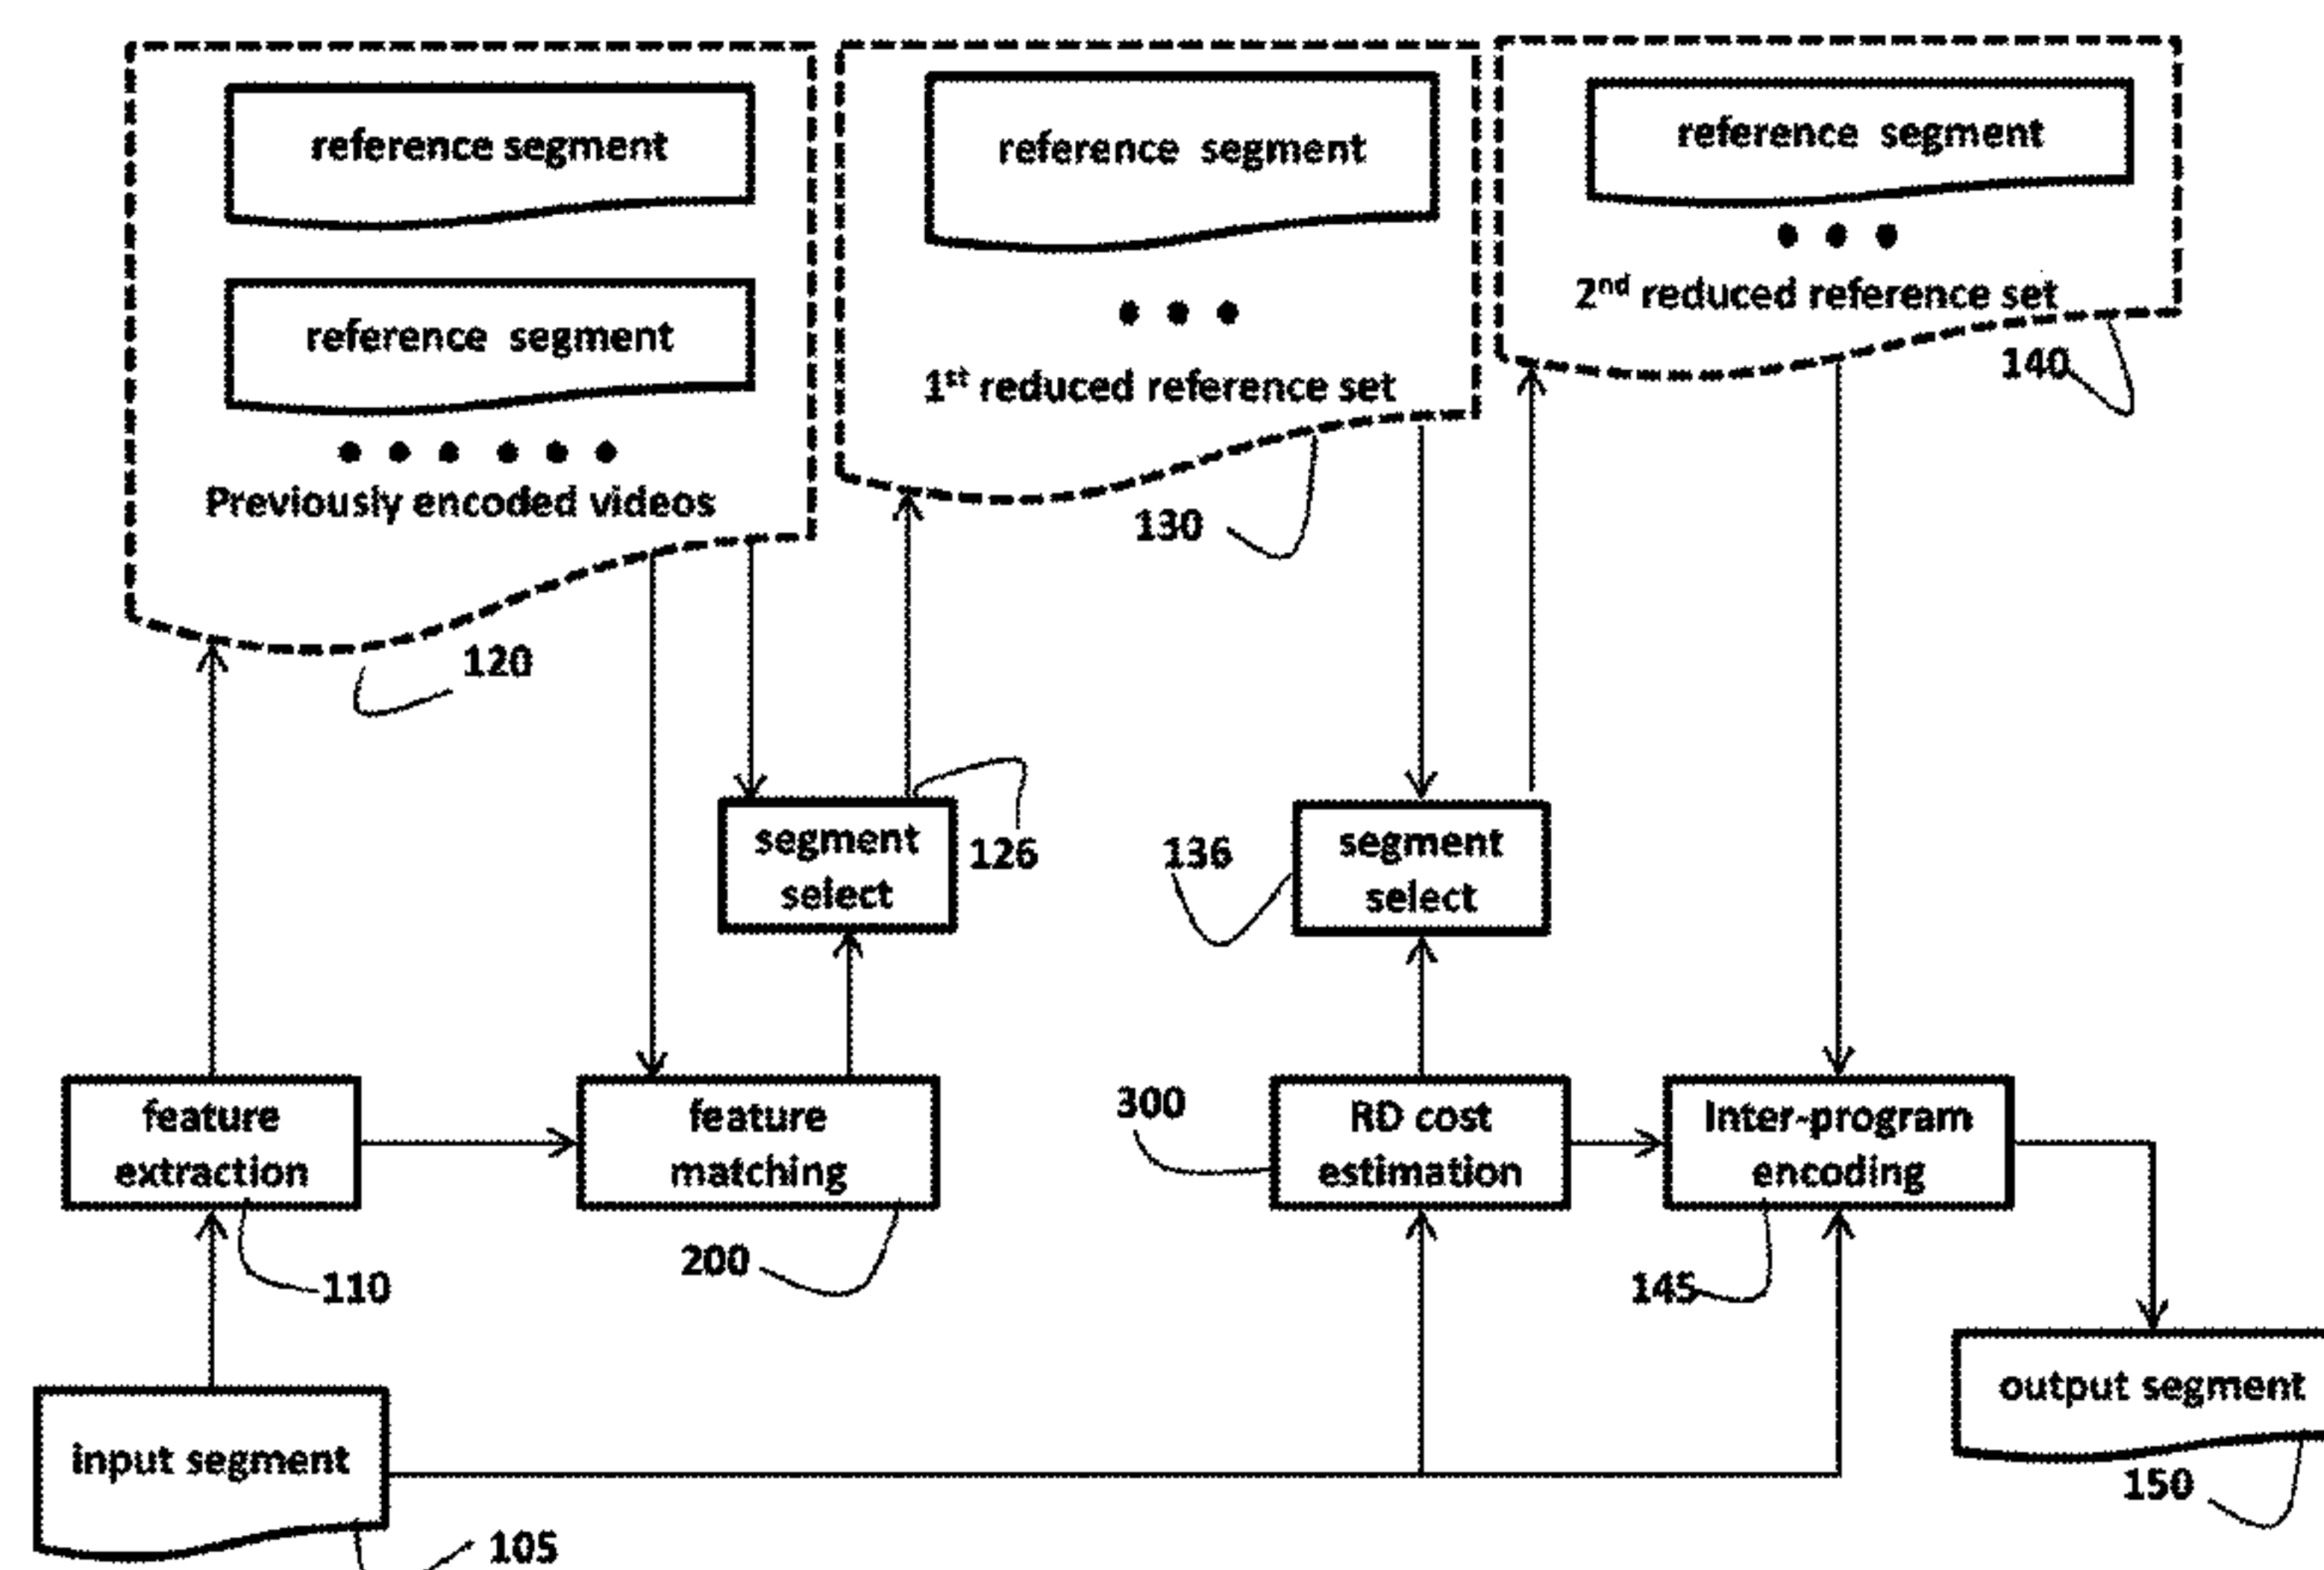 reference segment
reference segment
Previously encoded videos
120
reference segment
1st reduced reference set
130
reference segment
2nd reduced reference set
140
segment
select
126
136
segment
select
feature
extraction
110
feature
matching
200
300
RD cost
estimation
Inter-program
encoding
145
input segment
105
output segment
150